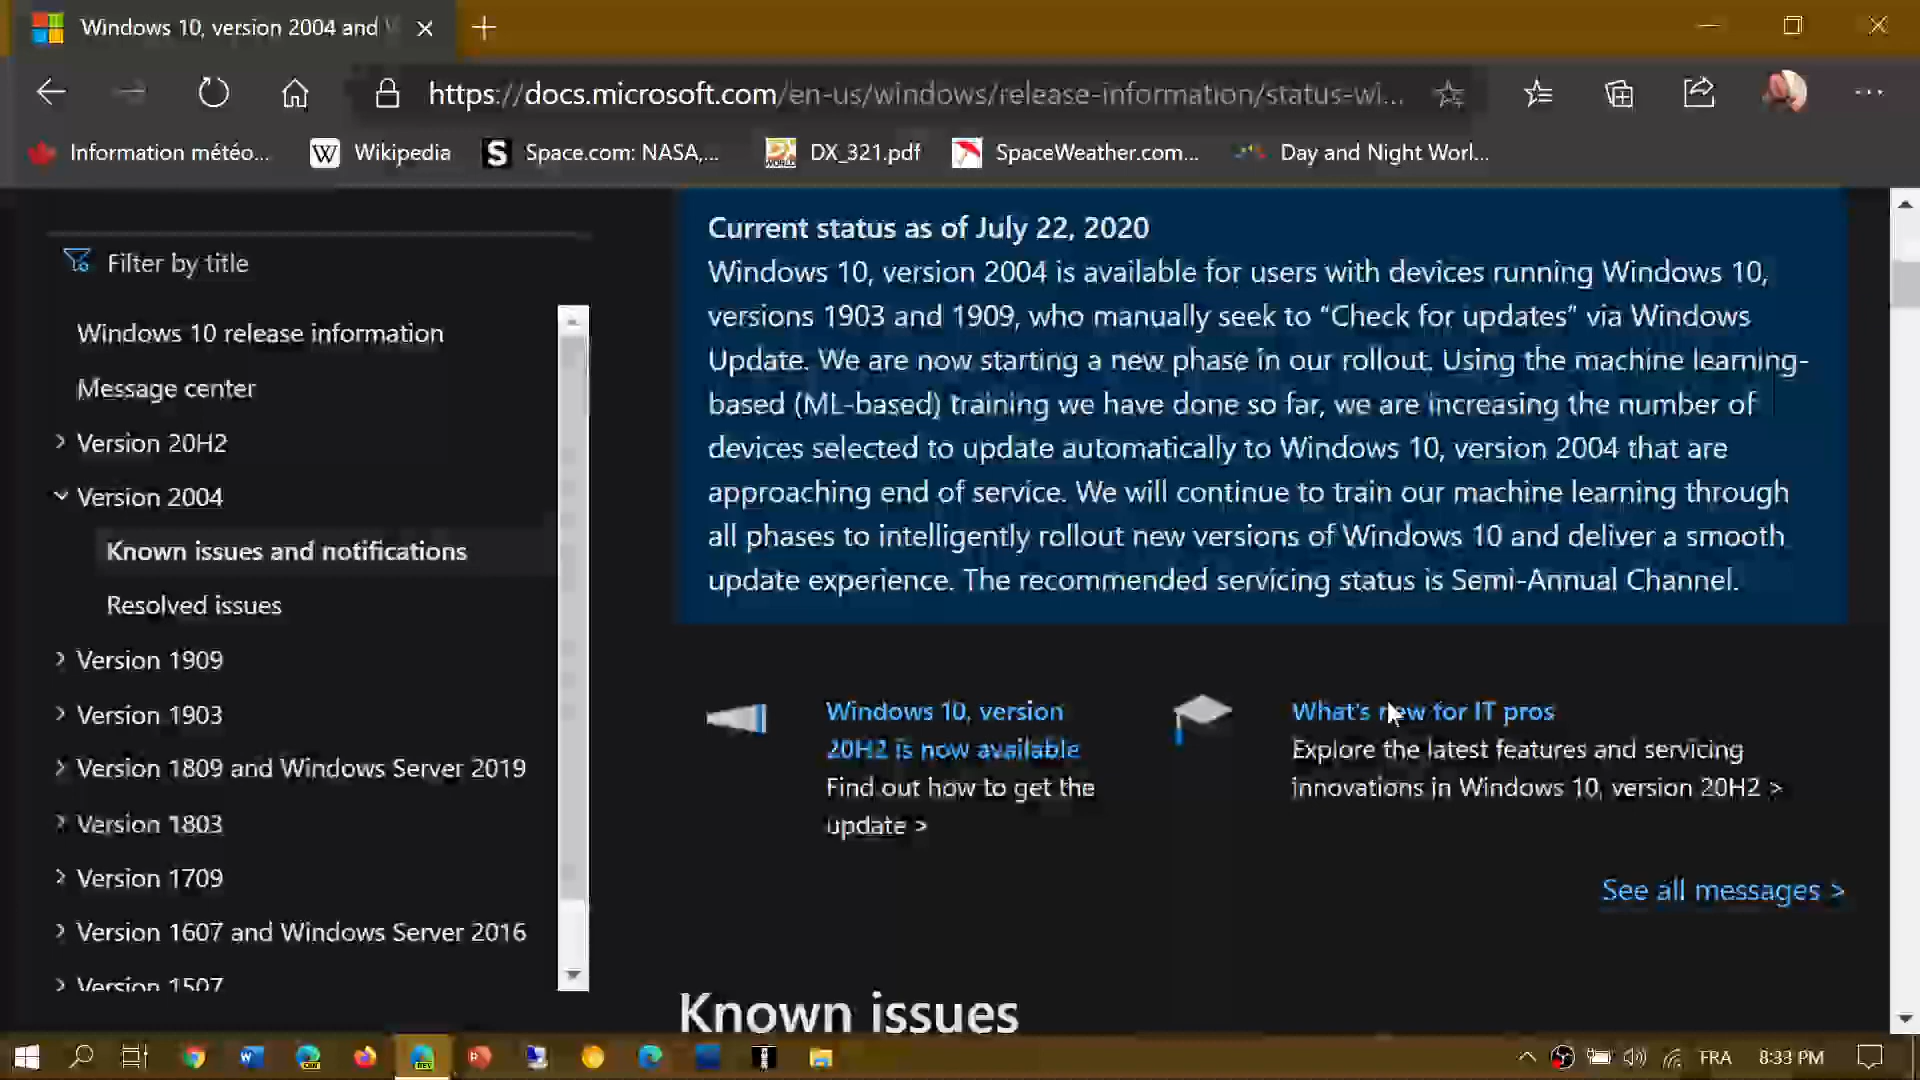 Windows 10, version 2004 and
https://docs.microsoft.com/en-us/windows/release-information/status-wi...
Information météo...
Wikipedia
Space.com: NASA,...
DX_321.pdf
SpaceWeather.com...
Day and Night Worl...
Filter by title
Windows 10 release information
Message center
Version 20H2
Version 2004
Known issues and notifications
Resolved issues
Version 1909
Version 1903
Version 1809 and Windows Server 2019
Version 1803
Version 1709
Version 1607 and Windows Server 2016
Version 1507
Current status as of July 22, 2020
Windows 10, version 2004 is available for users with devices running Windows 10,
versions 1903 and 1909, who manually seek to “Check for updates” via Windows
Update. We are now starting a new phase in our rollout. Using the machine learning-
based (ML-based) training we have done so far, we are increasing the number of
devices selected to update automatically to Windows 10, version 2004 that are
approaching end of service. We will continue to train our machine learning through
all phases to intelligently rollout new versions of Windows 10 and deliver a smooth
update experience. The recommended servicing status is Semi-Annual Channel.
Windows 10, version
20H2 is now available
Find out how to get the
update >
What's new for IT pros
Explore the latest features and servicing
innovations in Windows 10, version 20H2 >
See all messages >
Known issues
FRA
8:33 PM